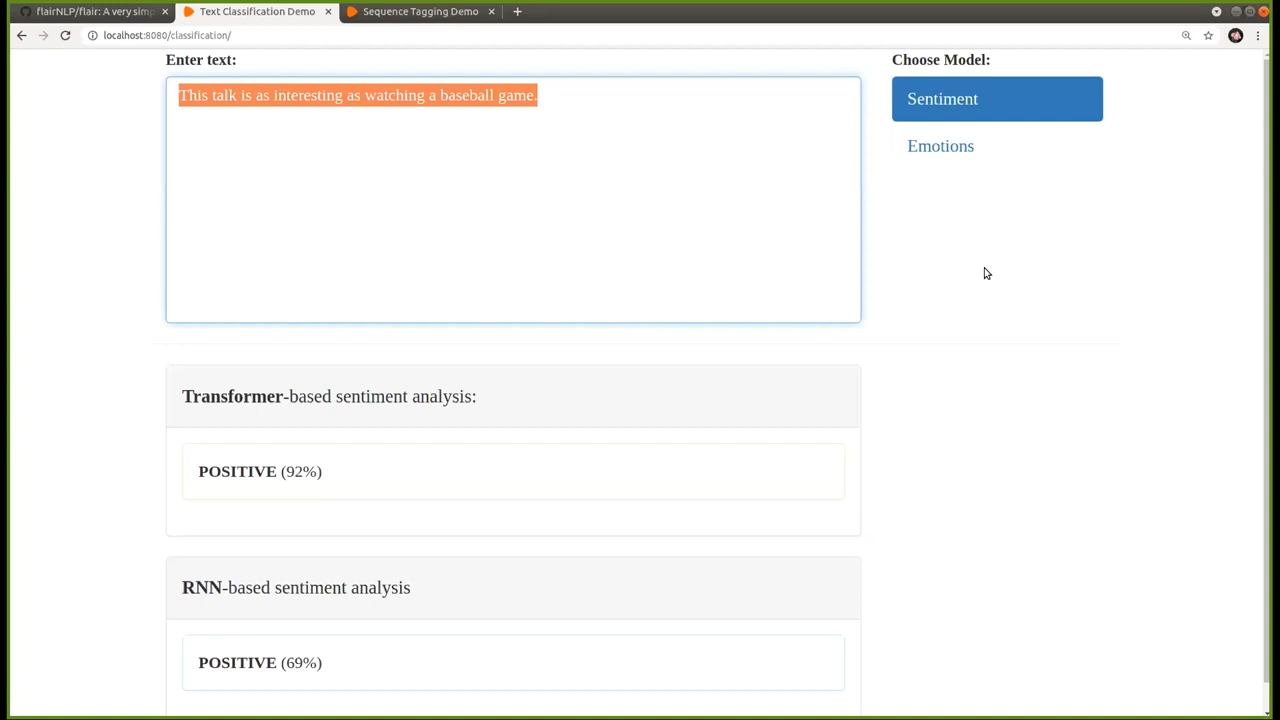 flairNLP/flair: A very simp
Text Classification Demo
Sequence Tagging Demo
localhost:8080/classification/
Enter text:
Choose Model:
This talk is as interesting as watching a baseball game.
Sentiment
Emotions
Transformer-based sentiment analysis:
POSITIVE (92%)
RNN-based sentiment analysis
POSITIVE (69%)